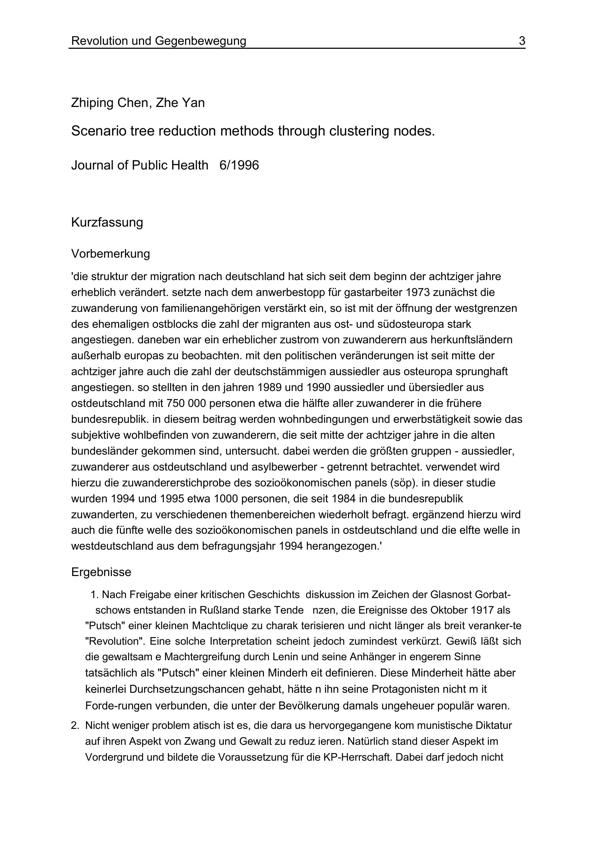 Revolution und Gegenbewegung 3
Zhiping Chen, Zhe Yan
Scenario tree reduction methods through clustering nodes.
Journal of Public Health 6/1996
Kurzfassung
Vorbemerkung
'die struktur der migration nach deutschland hat sich seit dem beginn der achtziger jahre
erheblich verändert. setzte nach dem anwerbestopp für gastarbeiter 1973 zunächst die
zuwanderung von familienangehörigen verstärkt ein, so ist mit der öffnung der westgrenzen
des ehemaligen ostblocks die zahl der migranten aus ost- und südosteuropa stark
angestiegen. daneben war ein erheblicher zustrom von zuwanderern aus herkunftsländern
außerhalb europas zu beobachten. mit den politischen veränderungen ist seit mitte der
achtziger jahre auch die zahl der deutschstämmigen aussiedler aus osteuropa sprunghaft
angestiegen. so stellten in den jahren 1989 und 1990 aussiedler und übersiedler aus
ostdeutschland mit 750 000 personen etwa die hälfte aller zuwanderer in die frühere
bundesrepublik. in diesem beitrag werden wohnbedingungen und erwerbstätigkeit sowie das
subjektive wohlbefinden von zuwanderern, die seit mitte der achtziger jahre in die alten
bundesländer gekommen sind, untersucht. dabei werden die größten gruppen - aussiedler,
zuwanderer aus ostdeutschland und asylbewerber - getrennt betrachtet. verwendet wird
hierzu die zuwandererstichprobe des sozioökonomischen panels (söp). in dieser studie
wurden 1994 und 1995 etwa 1000 personen, die seit 1984 in die bundesrepublik
zuwanderten, zu verschiedenen themenbereichen wiederholt befragt. ergänzend hierzu wird
auch die fünfte welle des sozioökonomischen panels in ostdeutschland und die elfte welle in
westdeutschland aus dem befragungsjahr 1994 herangezogen.'
Ergebnisse
1. Nach Freigabe einer kritischen Geschichts diskussion im Zeichen der Glasnost Gorbat-
schows entstanden in Rußland starke Tende nzen, die Ereignisse des Oktober 1917 als
"Putsch" einer kleinen Machtclique zu charak terisieren und nicht länger als breit veranker-te
"Revolution". Eine solche Interpretation scheint jedoch zumindest verkürzt. Gewiß läßt sich
die gewaltsam e Machtergreifung durch Lenin und seine Anhänger in engerem Sinne
tatsächlich als "Putsch" einer kleinen Minderh eit definieren. Diese Minderheit hätte aber
keinerlei Durchsetzungschancen gehabt, hätte n ihn seine Protagonisten nicht m it
Forde-rungen verbunden, die unter der Bevölkerung damals ungeheuer populär waren.
2. Nicht weniger problem atisch ist es, die dara us hervorgegangene kom munistische Diktatur
auf ihren Aspekt von Zwang und Gewalt zu reduz ieren. Natürlich stand dieser Aspekt im
Vordergrund und bildete die Voraussetzung für die KP-Herrschaft. Dabei darf jedoch nicht